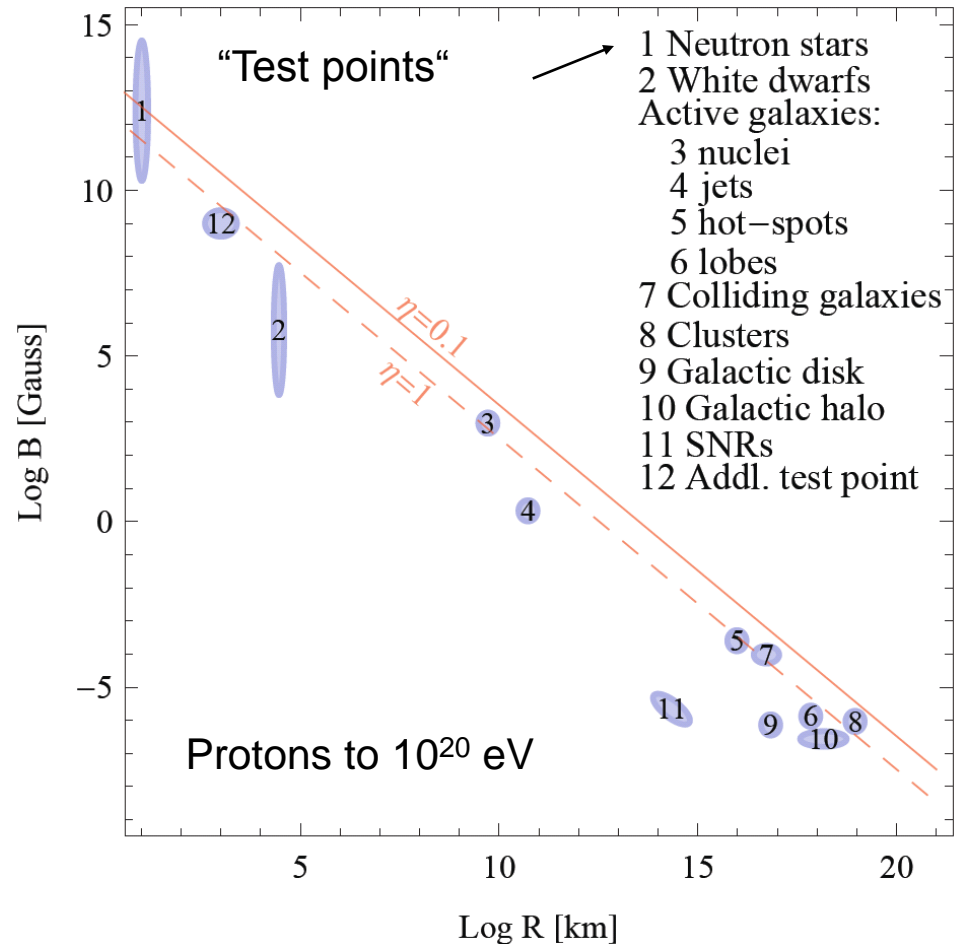 “Test points“
1 Neutron stars
2 White dwarfs
Active galaxies:
3 nuclei
4 jets
5 hot−spots
6 lobes
7 Colliding galaxies
8 Clusters
9 Galactic disk
10 Galactic halo
11 SNRs
12 Addl. test point
15
10
5
0
−5
Log B [Gauss]
1
12
2
η=0.1
η=1
3
4
5
7
11
9
6
8
10
Protons to 10²⁰ eV
5
10
15
20
Log R [km]